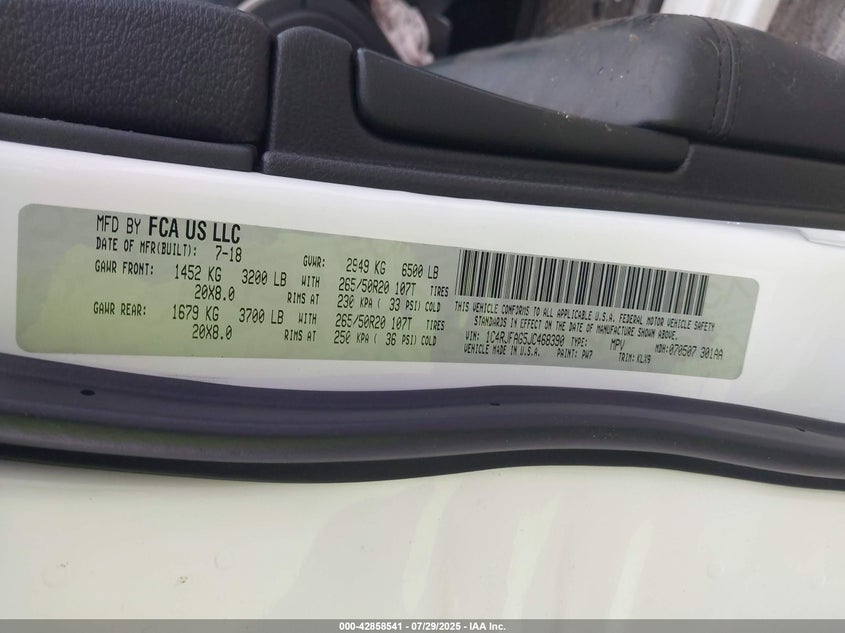 MFD BY FCA US LLC
DATE OF MFR(BUILT): 7-18 GVWR: 2949 KG 6500 LB
GAWR FRONT: 1452 KG 3200 LB WITH 265/50R20 107T TIRES
20X8.0 RIMS AT 230 KPA ( 33 PSI) COLD
GAWR REAR: 1679 KG 3700 LB WITH 265/50R20 107T TIRES
20X8.0 RIMS AT 250 KPA ( 36 PSI) COLD
THIS VEHICLE CONFORMS TO ALL APPLICABLE U.S.A. FEDERAL MOTOR VEHICLE SAFETY
STANDARDS IN EFFECT ON THE DATE OF MANUFACTURE SHOWN ABOVE.
VIN: 1C4RJFAG5JC468390 TYPE: MPV MDH: 070507 301AA
VEHICLE MADE IN U.S.A. PAINT: PW7 TRIM: KLX9
000-42858541 / 07/29/2025 - IAA Inc.